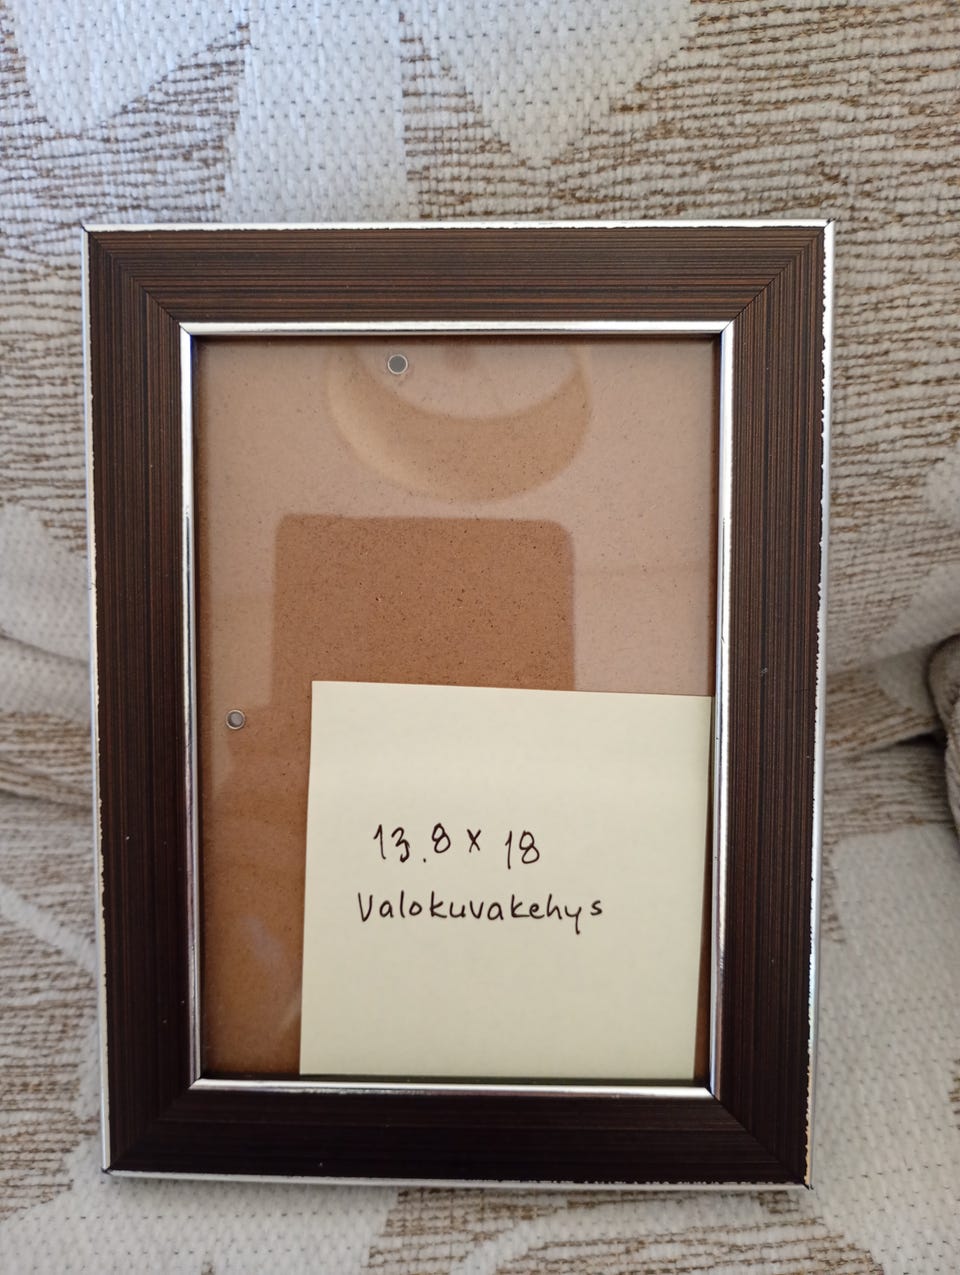 13.8 x 18
Valokuvakehys